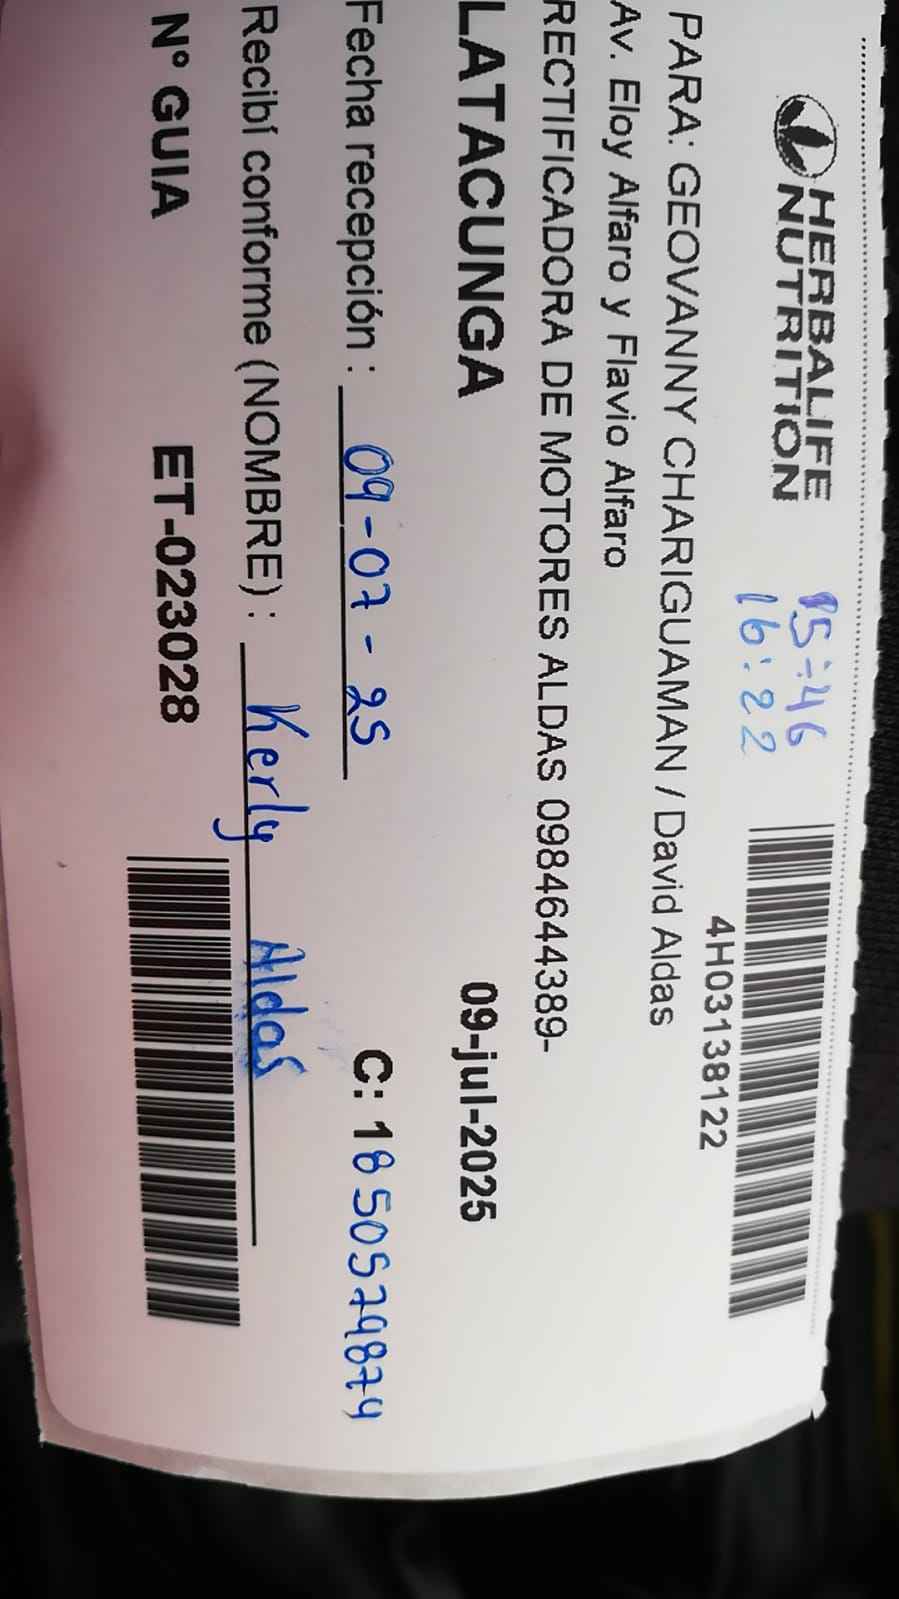 HERBALIFE
NUTRITION
15:46
16:22
4H03138122
PARA: GEOVANNY CHARIGUAMAN / David Aldas
Av. Eloy Alfaro y Flavio Alfaro
RECTIFICADORA DE MOTORES ALDAS 0984644389-
LATACUNGA 09-jul-2025
Fecha recepción : 09-07-25 C: 1850579874
Recibí conforme (NOMBRE) : Kerly Aldas
N° GUIA ET-023028